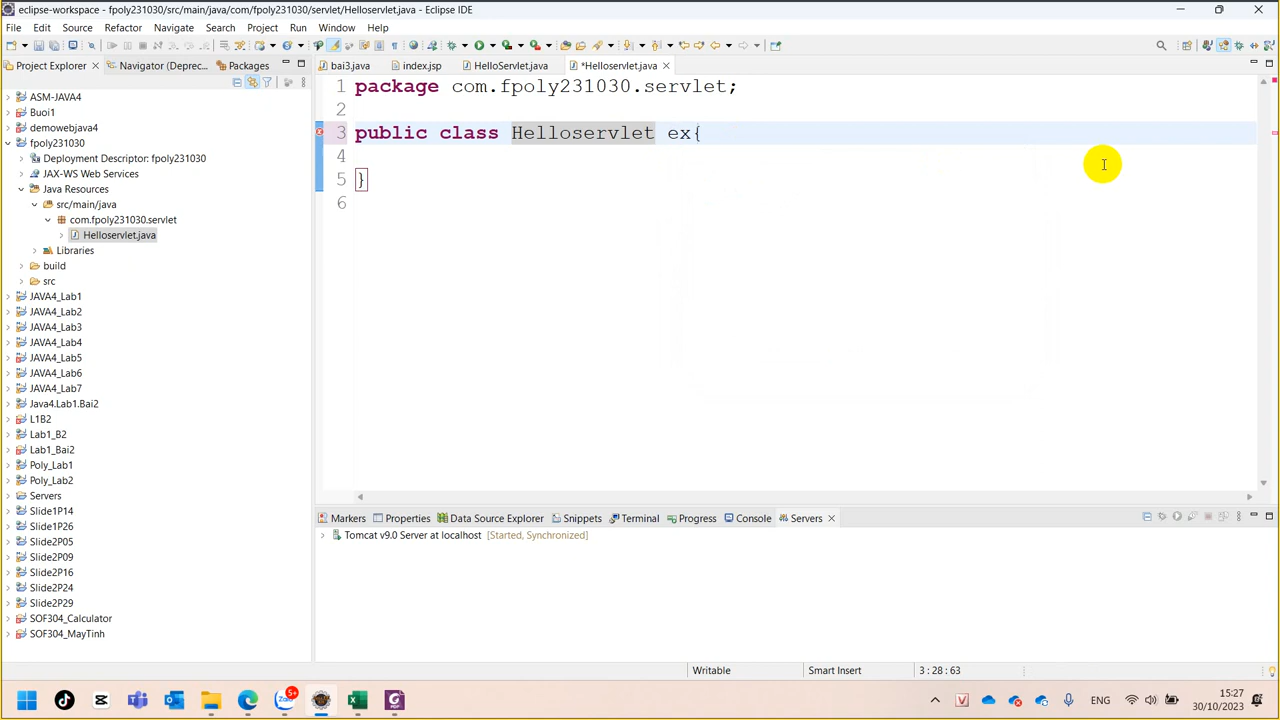 eclipse-workspace - fpoly231030/src/main/java/com/fpoly231030/servlet/Helloservlet.java - Eclipse IDE
File Edit Source Refactor Navigate Search Project Run Window Help
Project Explorer Navigator (Deprec... Packages
bai3.java index.jsp HelloServlet.java *Helloservlet.java
ASM-JAVA4
Buoi1
demowebjava4
fpoly231030
Deployment Descriptor: fpoly231030
JAX-WS Web Services
Java Resources
src/main/java
com.fpoly231030.servlet
Helloservlet.java
Libraries
build
src
JAVA4_Lab1
JAVA4_Lab2
JAVA4_Lab3
JAVA4_Lab4
JAVA4_Lab5
JAVA4_Lab6
JAVA4_Lab7
Java4.Lab1.Bai2
L1B2
Lab1_B2
Lab1_Bai2
Poly_Lab1
Poly_Lab2
Servers
Slide1P14
Slide1P26
Slide2P05
Slide2P09
Slide2P16
Slide2P24
Slide2P29
SOF304_Calculator
SOF304_MayTinh
1 package com.fpoly231030.servlet;
2
3 public class Helloservlet ex{
4
5 }
6
Markers Properties Data Source Explorer Snippets Terminal Progress Console Servers
Tomcat v9.0 Server at localhost [Started, Synchronized]
Writable Smart Insert 3 : 28 : 63
5+
ENG
15:27
30/10/2023